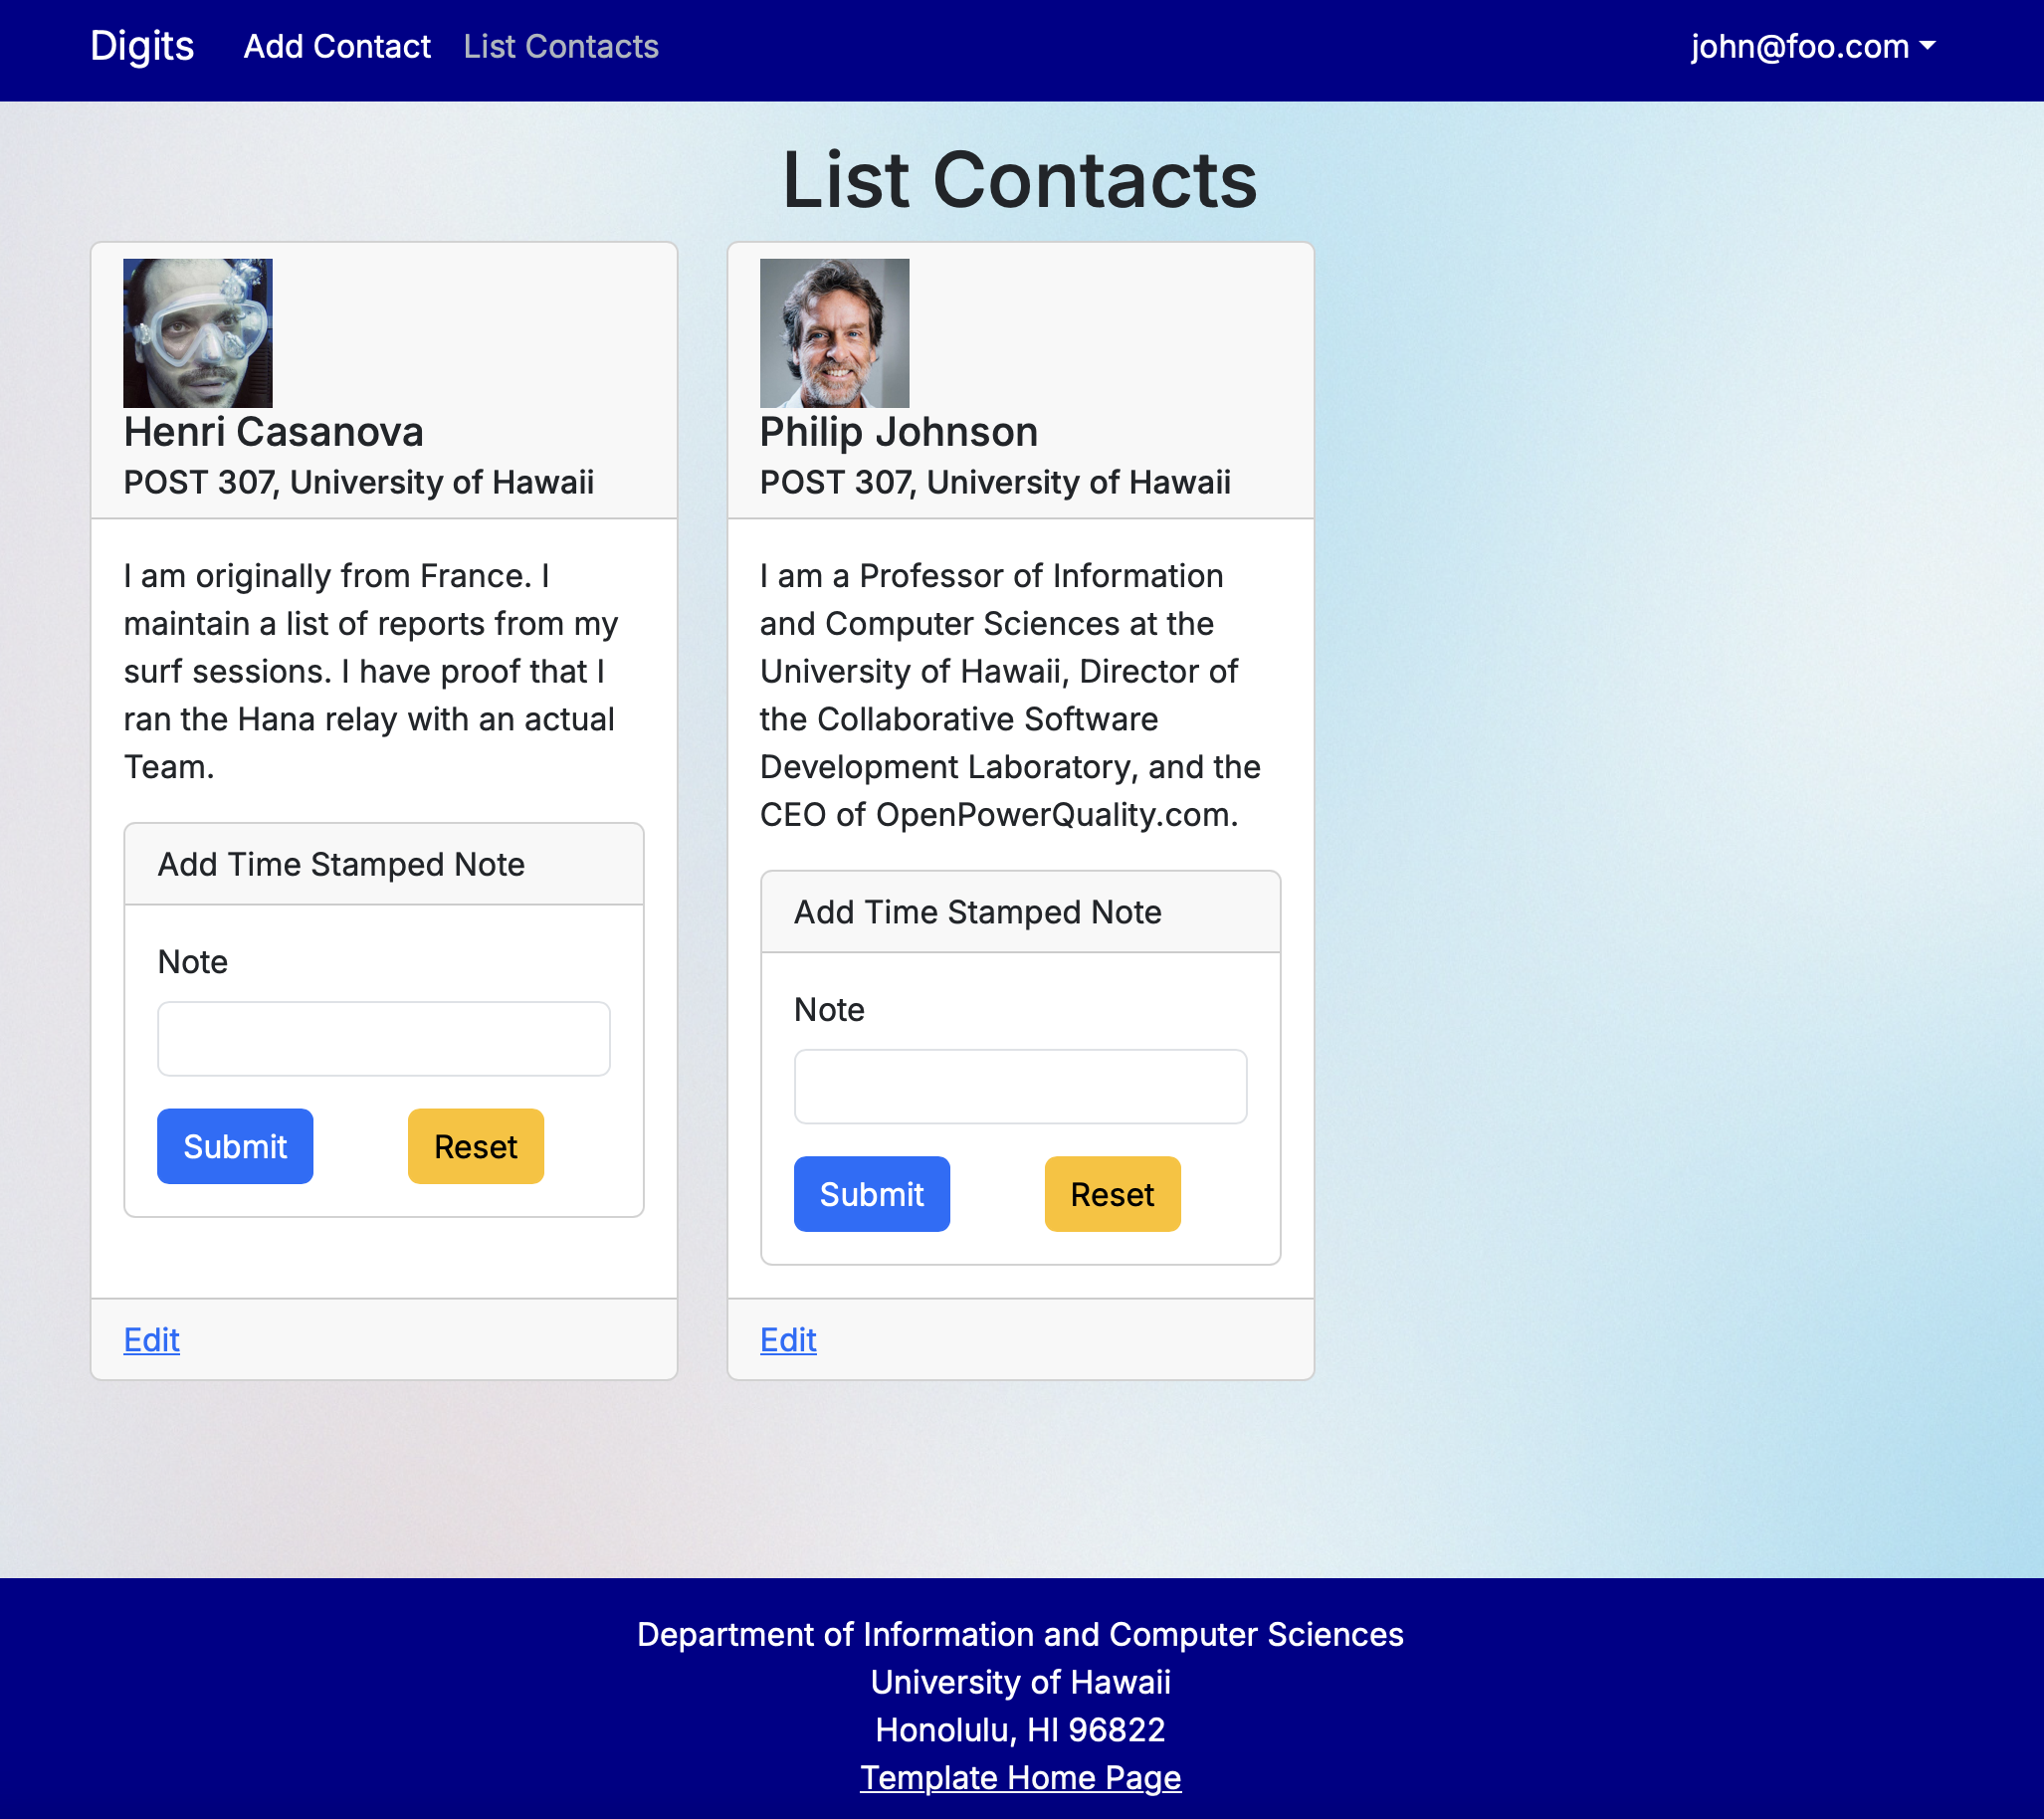 Digits Add Contact List Contacts john@foo.com
List Contacts
Henri Casanova
POST 307, University of Hawaii
I am originally from France. I
maintain a list of reports from my
surf sessions. I have proof that I
ran the Hana relay with an actual
Team.
Add Time Stamped Note
Note
Submit Reset
Edit
Philip Johnson
POST 307, University of Hawaii
I am a Professor of Information
and Computer Sciences at the
University of Hawaii, Director of
the Collaborative Software
Development Laboratory, and the
CEO of OpenPowerQuality.com.
Add Time Stamped Note
Note
Submit Reset
Edit
Department of Information and Computer Sciences
University of Hawaii
Honolulu, HI 96822
Template Home Page